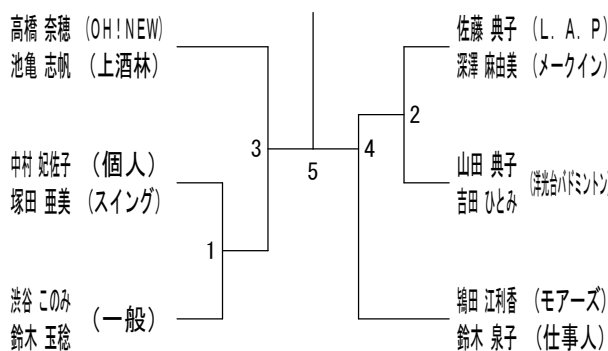 高橋 奈穂 (OH!NEW)
池亀 志帆 (上酒林)
中村 妃佐子 (個人)
塚田 亜美 (スイング)
渋谷 このみ
鈴木 玉稔
(一般)
1
3
5
4
2
佐藤 典子 (L. A. P)
深澤 麻由美 (メークイン)
山田 典子
吉田 ひとみ
(洋光台バドミントン)
鴇田 江利香 (モアーズ)
鈴木 泉子 (仕事人)